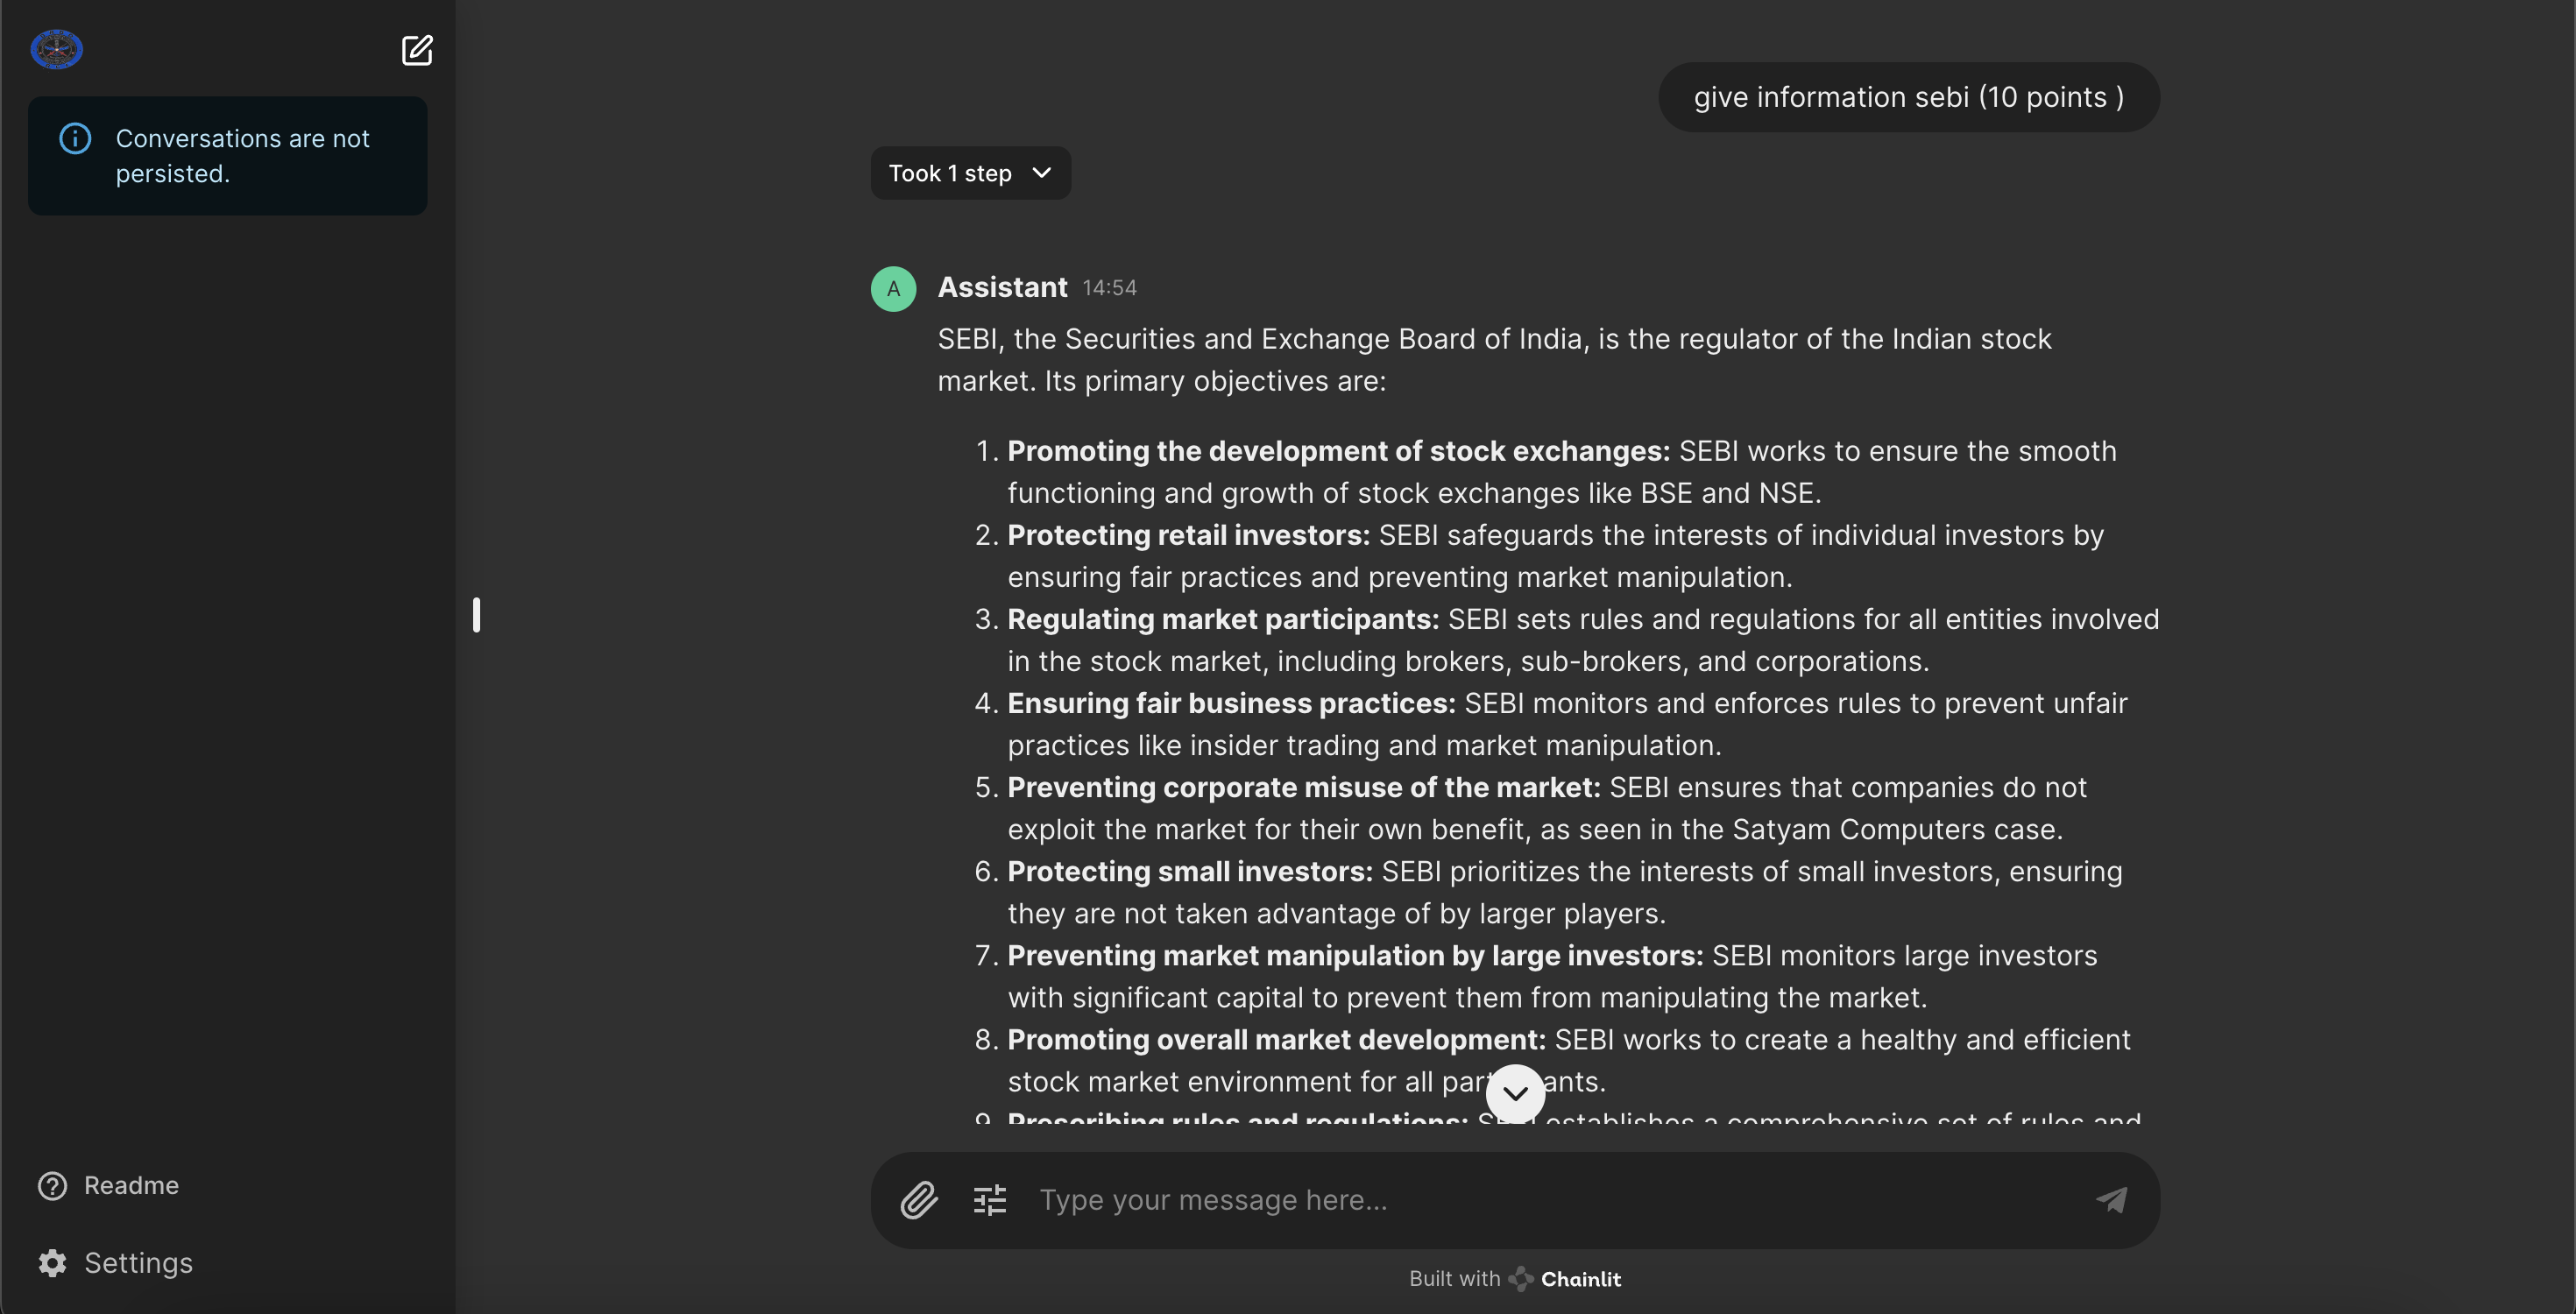 Conversations are not
persisted.
Readme
Settings
give information sebi (10 points )
Took 1 step
A
Assistant 14:54
SEBI, the Securities and Exchange Board of India, is the regulator of the Indian stock
market. Its primary objectives are:
1. Promoting the development of stock exchanges: SEBI works to ensure the smooth
functioning and growth of stock exchanges like BSE and NSE.
2. Protecting retail investors: SEBI safeguards the interests of individual investors by
ensuring fair practices and preventing market manipulation.
3. Regulating market participants: SEBI sets rules and regulations for all entities involved
in the stock market, including brokers, sub-brokers, and corporations.
4. Ensuring fair business practices: SEBI monitors and enforces rules to prevent unfair
practices like insider trading and market manipulation.
5. Preventing corporate misuse of the market: SEBI ensures that companies do not
exploit the market for their own benefit, as seen in the Satyam Computers case.
6. Protecting small investors: SEBI prioritizes the interests of small investors, ensuring
they are not taken advantage of by larger players.
7. Preventing market manipulation by large investors: SEBI monitors large investors
with significant capital to prevent them from manipulating the market.
8. Promoting overall market development: SEBI works to create a healthy and efficient
stock market environment for all
9. Prescribing rules and regulations: SEBI establishes a comprehensive set of rules and
Type your message here...
Built with Chainlit